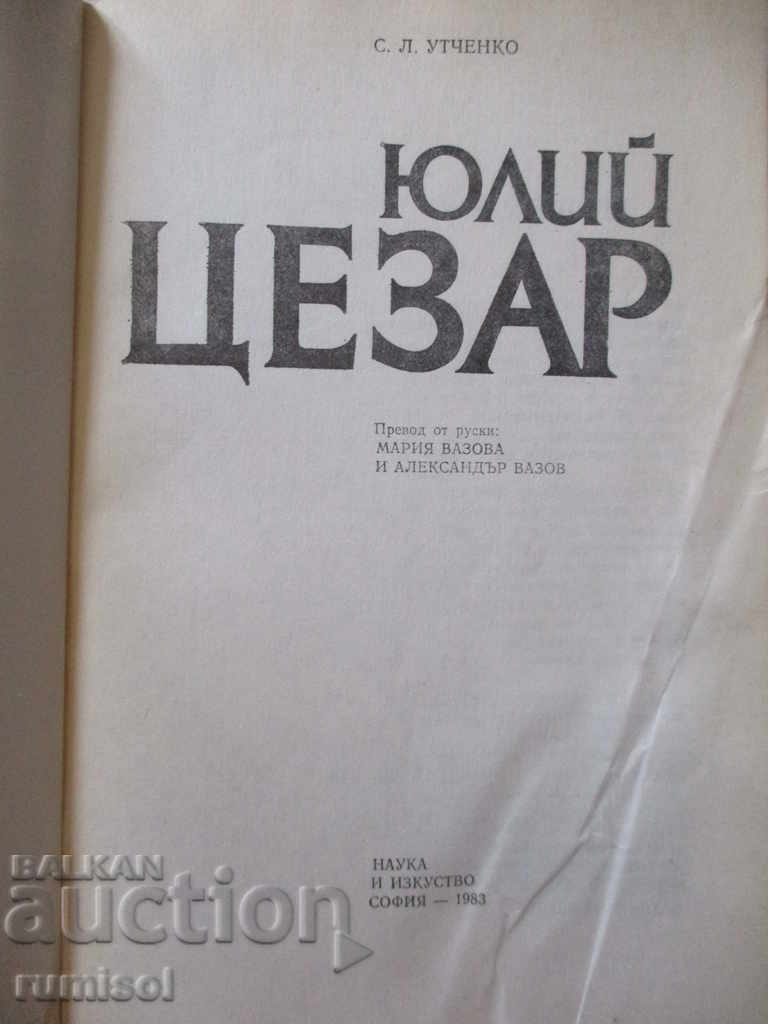 С. Л. УТЧЕНКО
ЮЛИЙ
ЦЕЗАР
Превод от руски:
МАРИЯ ВАЗОВА
И АЛЕКСАНДЪР ВАЗОВ
НАУКА
И ИЗКУСТВО
СОФИЯ — 1983
BALKAN
auction
rumisol